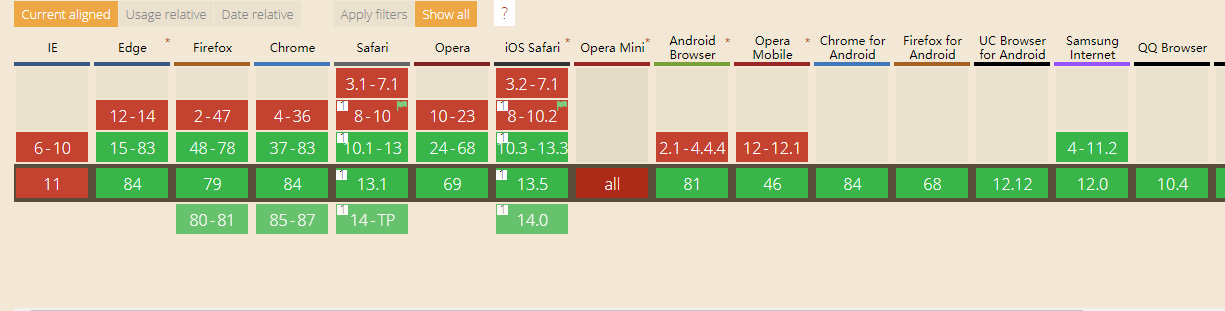 Current aligned Usage relative Date relative Apply filters Show all ?
IE Edge * Firefox Chrome Safari Opera iOS Safari * Opera Mini * Android Browser * Opera Mobile * Chrome for Android Firefox for Android UC Browser for Android Samsung Internet QQ Browser
3.1-7.1 3.2-7.1
12-14 2-47 4-36 1 8-10 10-23 1 8-10.2
6-10 15-83 48-78 37-83 1 10.1-13 24-68 1 10.3-13.3 2.1-4.4.4 12-12.1 4-11.2
11 84 79 84 1 13.1 69 1 13.5 all 81 46 84 68 12.12 12.0 10.4
80-81 85-87 1 14-TP 1 14.0